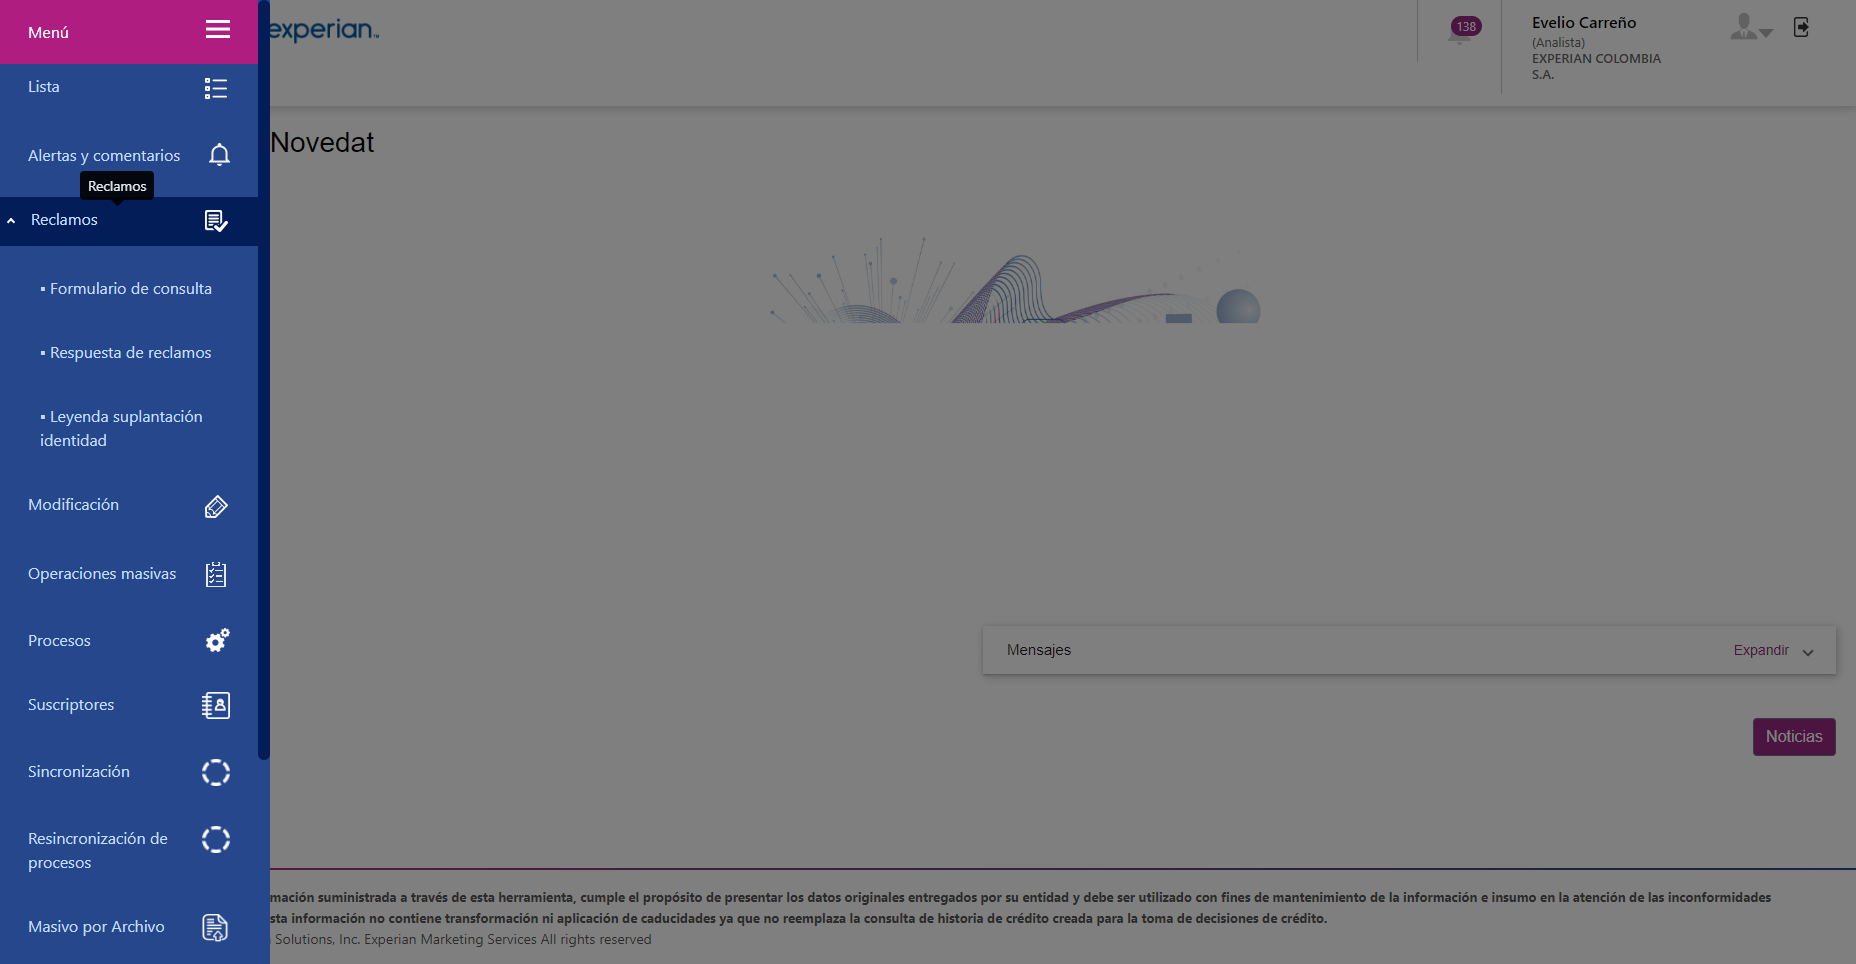 Menú
experian™
138
Evelio Carreño
(Analista)
EXPERIAN COLOMBIA
S.A.
Lista
Novedat
Alertas y comentarios
Reclamos
Reclamos
▪ Formulario de consulta
▪ Respuesta de reclamos
▪ Leyenda suplantación
identidad
Modificación
Operaciones masivas
Procesos
Mensajes
Expandir
Suscriptores
Noticias
Sincronización
Resincronización de
procesos
Masivo por Archivo
mación suministrada a través de esta herramienta, cumple el propósito de presentar los datos originales entregados por su entidad y debe ser utilizado con fines de mantenimiento de la información e insumo en la atención de las inconformidades
sta información no contiene transformación ni aplicación de caducidades ya que no reemplaza la consulta de historia de crédito creada para la toma de decisiones de crédito.
Solutions, Inc. Experian Marketing Services All rights reserved